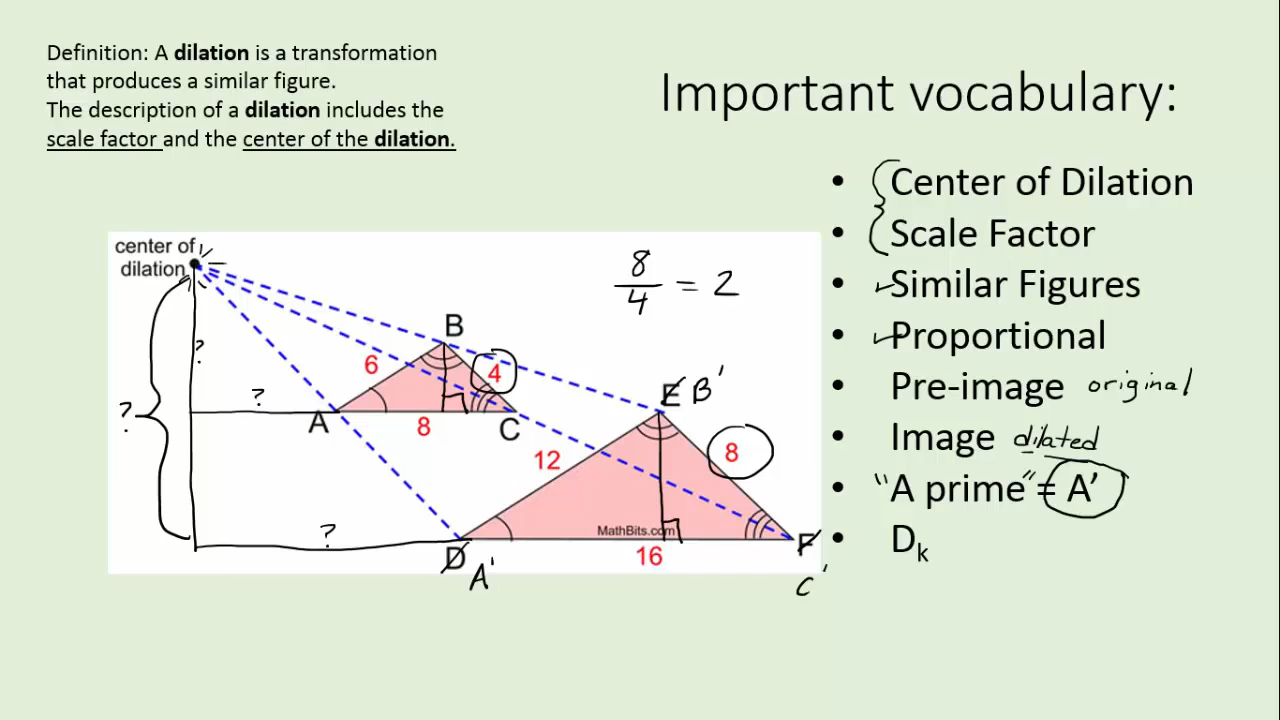 Definition: A dilation is a transformation
that produces a similar figure.
The description of a dilation includes the
scale factor and the center of the dilation.
Important vocabulary:
• Center of Dilation
• Scale Factor
• Similar Figures
• Proportional
• Pre-image original
• Image dilated
• "A prime" = A'
• Dk
center of
dilation
8
4
= 2
B
6
4
?
?
?
A
8
C
E B'
12
8
?
MathBits.com
D A'
16
F
C'